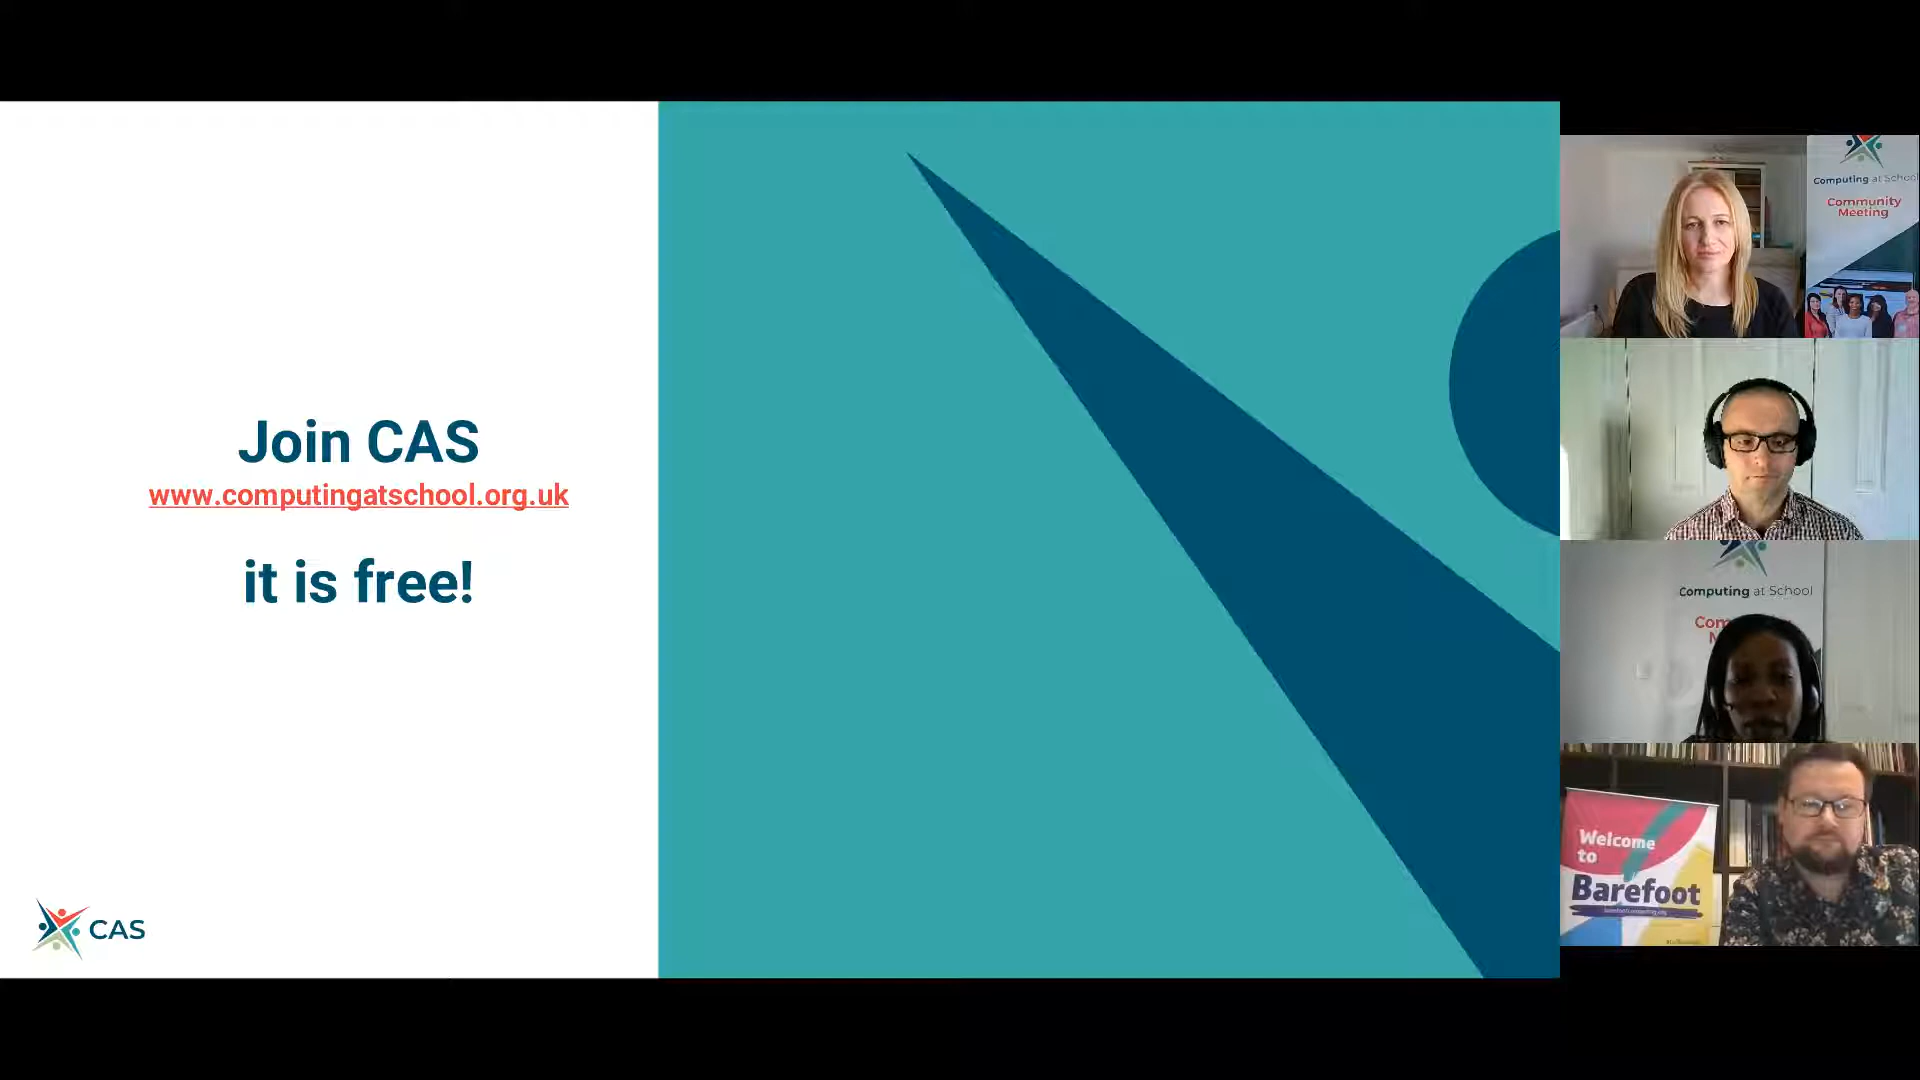 Join CAS
www.computingatschool.org.uk
it is free!
CAS
Computing at School
Community
Meeting
Computing at School
Welcome
to
Barefoot